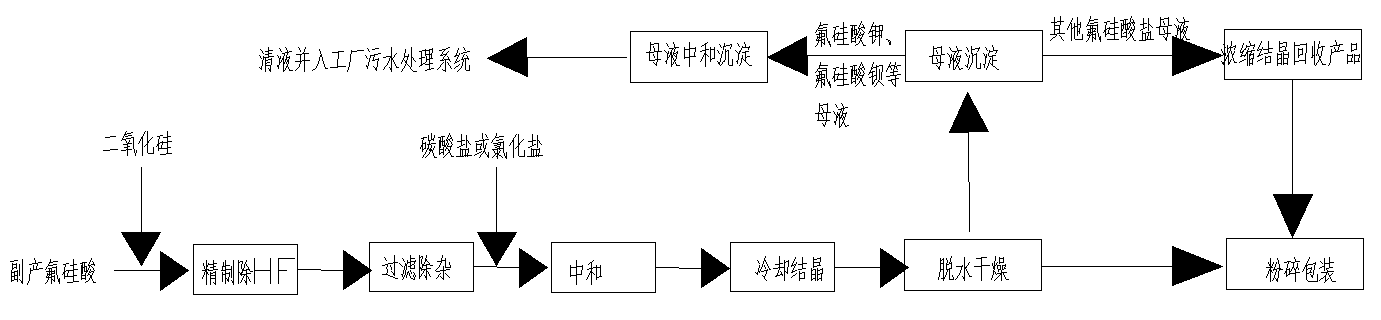 氟硅酸钾、
其他氟硅酸盐母液
清液并入工厂污水处理系统
母液中和沉淀
氟硅酸钡等
母液
母液沉淀
浓缩结晶回收产品
二氧化硅
碳酸盐或氯化盐
副产氟硅酸
精制除HF
过滤除杂
中和
冷却结晶
脱水干燥
粉碎包装